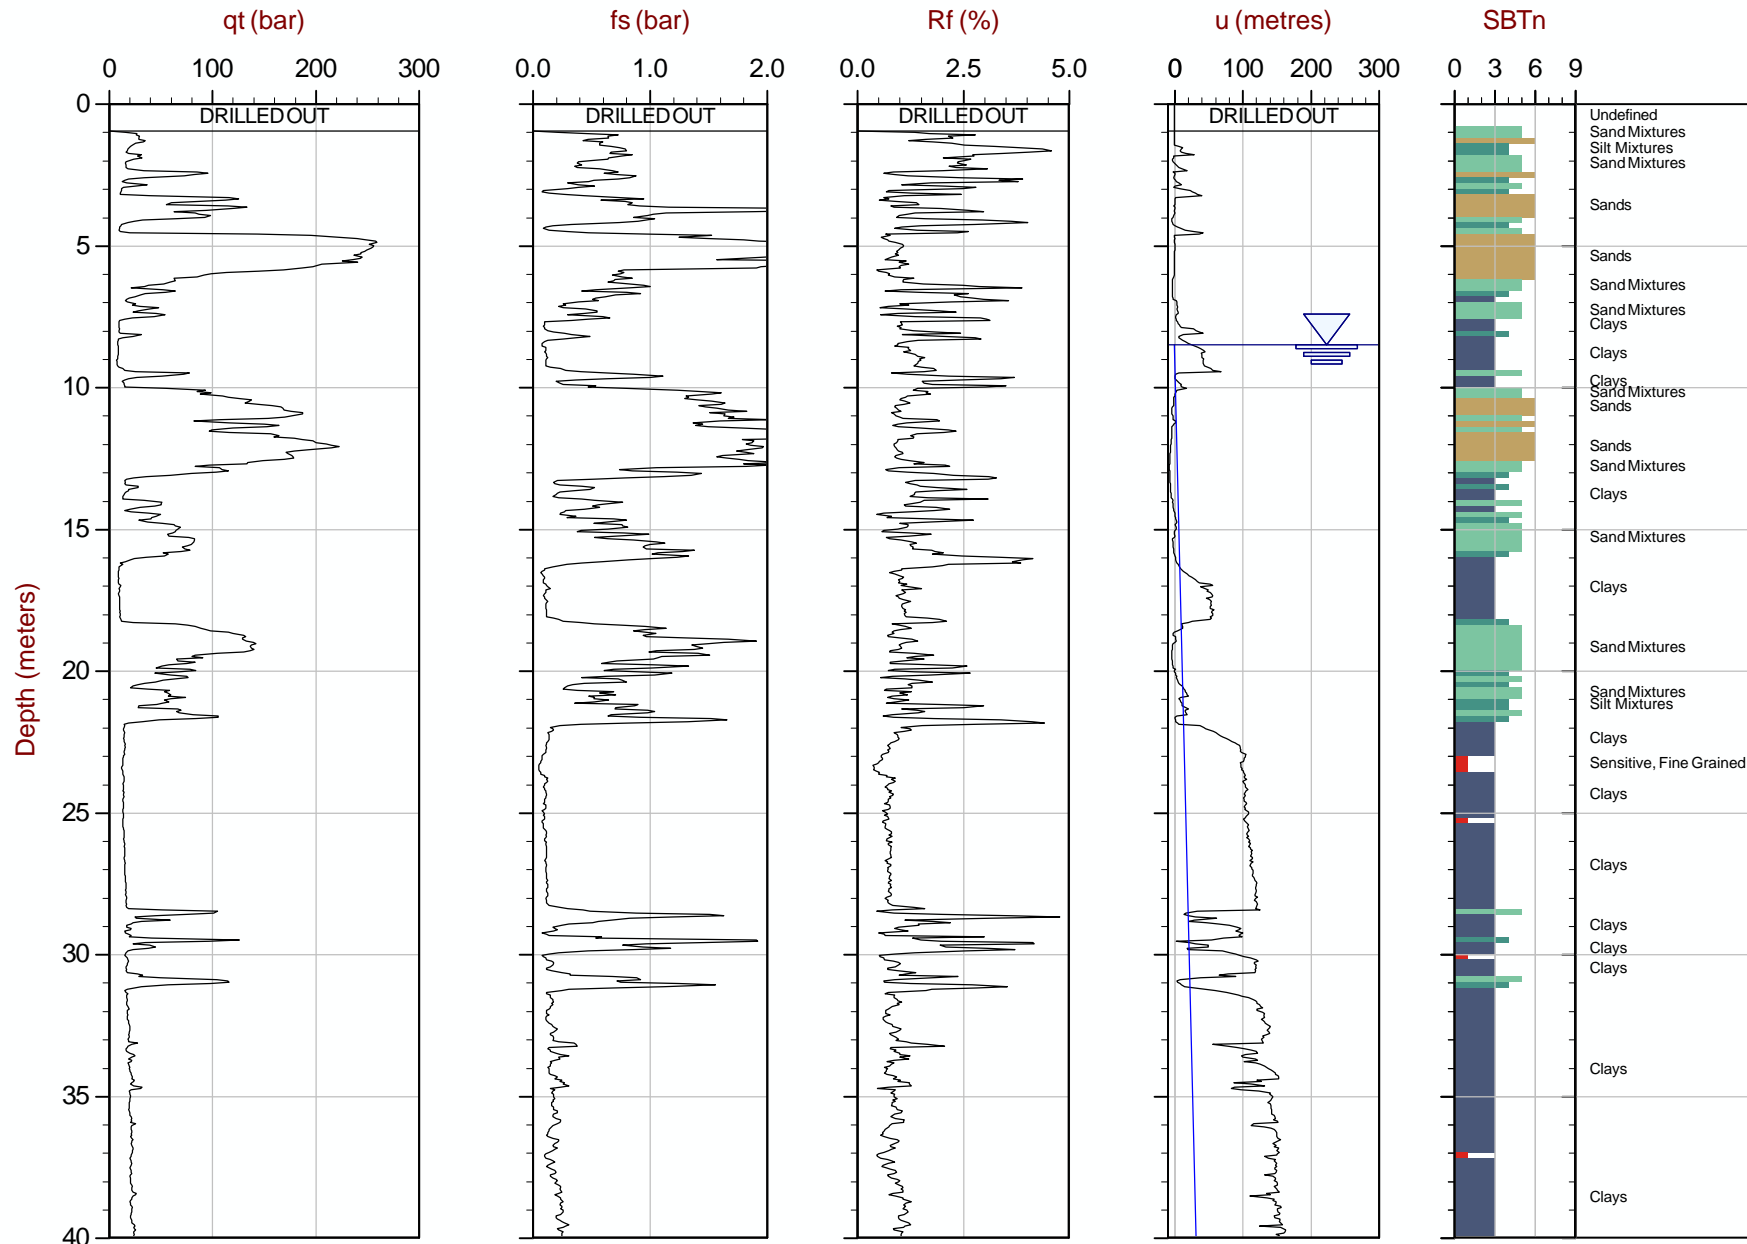 qt (bar) fs (bar) Rf (%) u (metres) SBTn
0 100 200 300 0.0 1.0 2.0 0.0 2.5 5.0 0 100 200 300 0 3 6 9
0
DRILLED OUT DRILLED OUT DRILLED OUT DRILLED OUT
Undefined
Sand Mixtures
Silt Mixtures
Sand Mixtures
Sands
5
Sands
Sand Mixtures
Sand Mixtures
Clays
Clays
10
Clays
Sand Mixtures
Sands
Sands
Sand Mixtures
Clays
15
Sand Mixtures
Clays
Sand Mixtures
20
Sand Mixtures
Silt Mixtures
Clays
Sensitive, Fine Grained
Clays
25
Clays
Clays
Clays
30
Clays
Clays
35
Clays
40
Depth (meters)